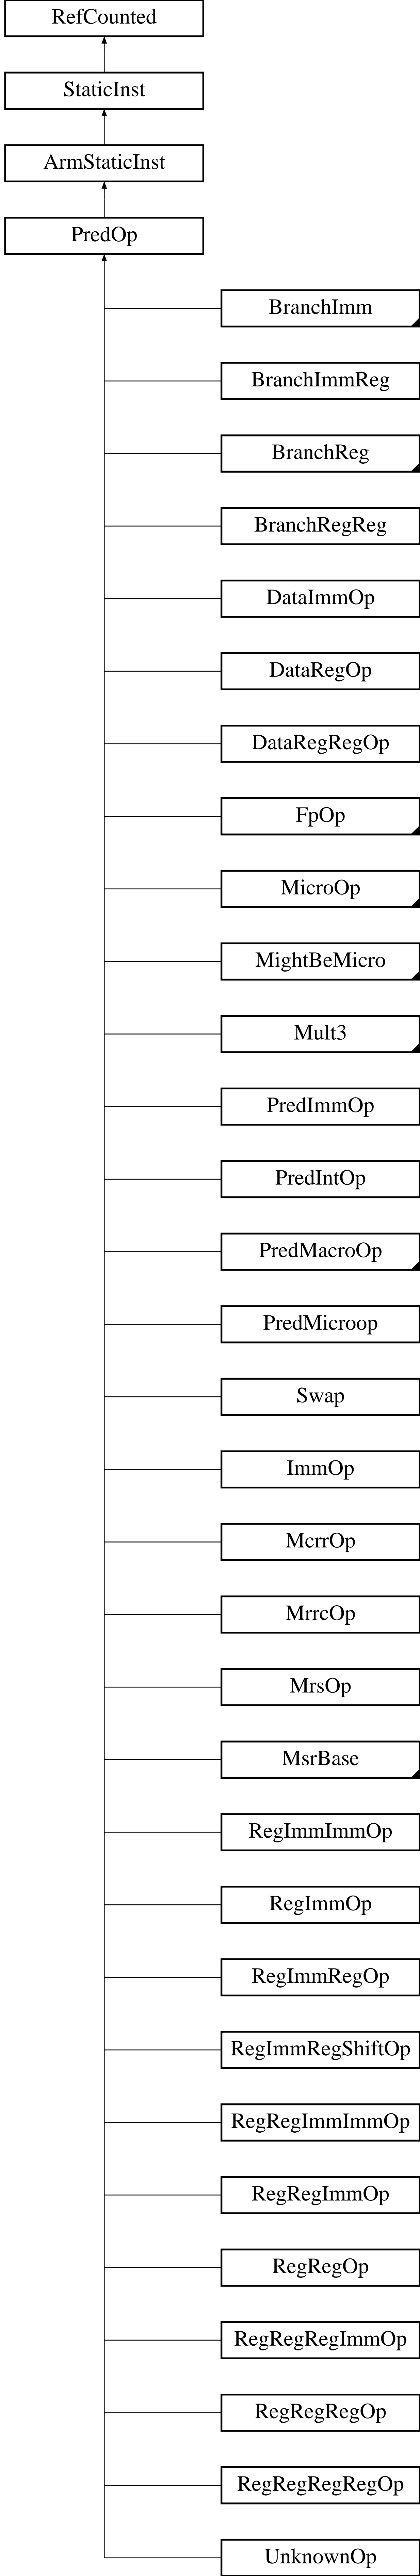 RefCounted
StaticInst
ArmStaticInst
PredOp
BranchImm
BranchImmReg
BranchReg
BranchRegReg
DataImmOp
DataRegOp
DataRegRegOp
FpOp
MicroOp
MightBeMicro
Mult3
PredImmOp
PredIntOp
PredMacroOp
PredMicroop
Swap
ImmOp
McrrOp
MrrcOp
MrsOp
MsrBase
RegImmImmOp
RegImmOp
RegImmRegOp
RegImmRegShiftOp
RegRegImmImmOp
RegRegImmOp
RegRegOp
RegRegRegImmOp
RegRegRegOp
RegRegRegRegOp
UnknownOp